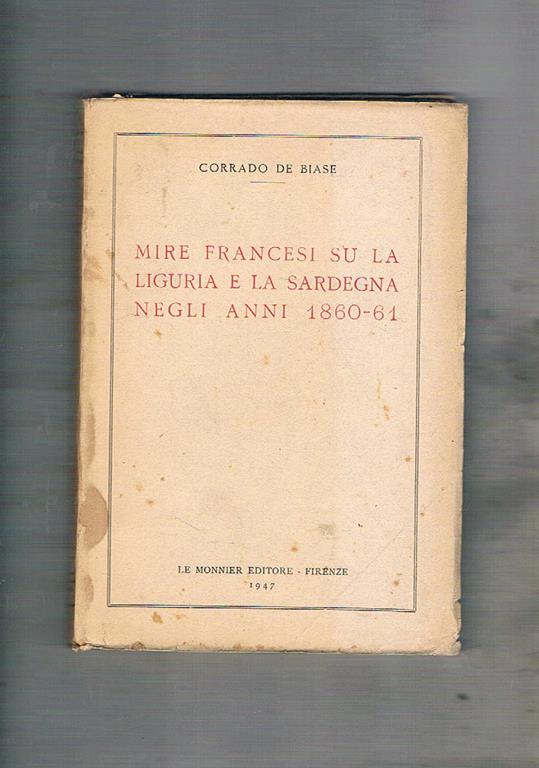 CORRADO DE BIASE
MIRE FRANCESI SU LA
LIGURIA E LA SARDEGNA
NEGLI ANNI 1860-61
LE MONNIER EDITORE - FIRENZE
1947